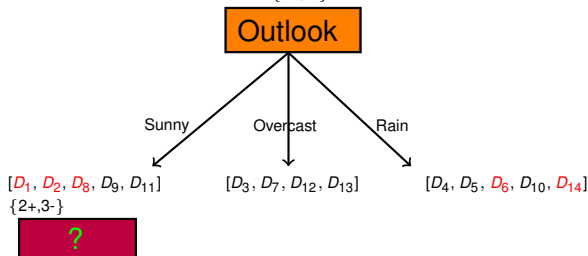 Outlook
Sunny Overcast Rain
[D1, D2, D8, D9, D11] [D3, D7, D12, D13] [D4, D5, D6, D10, D14]
{2+,3-}
?